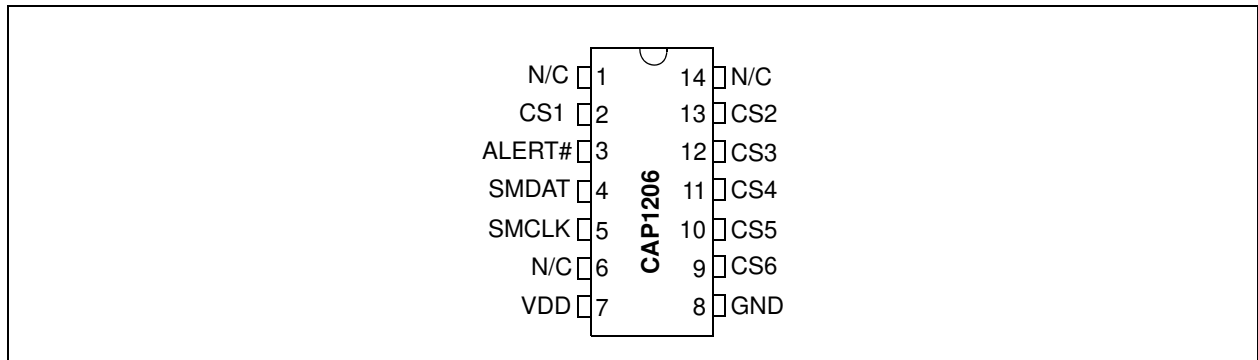 N/C 1 14 N/C
CS1 2 13 CS2
ALERT# 3 12 CS3
SMDAT 4 11 CS4
SMCLK 5 10 CS5
N/C 6 9 CS6
VDD 7 8 GND
CAP1206